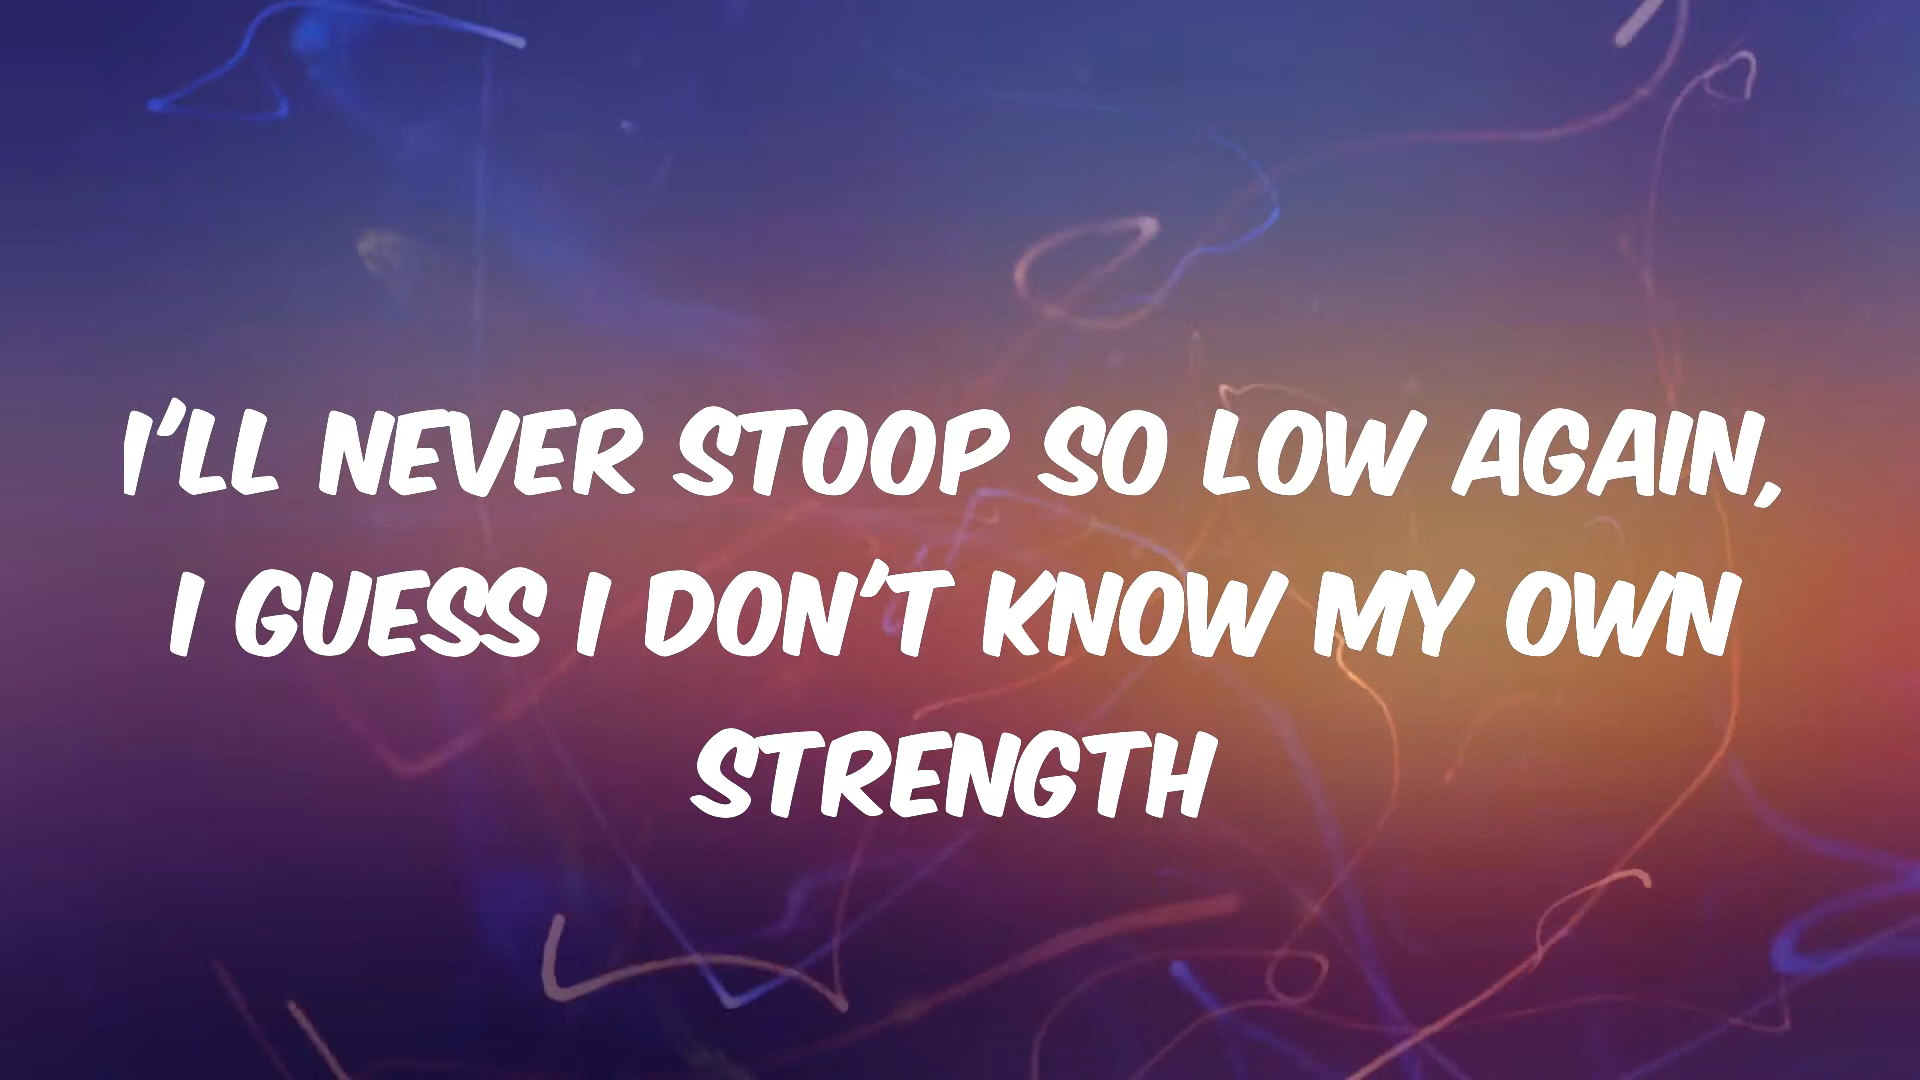 I'LL NEVER STOOP SO LOW AGAIN,
I GUESS I DON'T KNOW MY OWN
STRENGTH